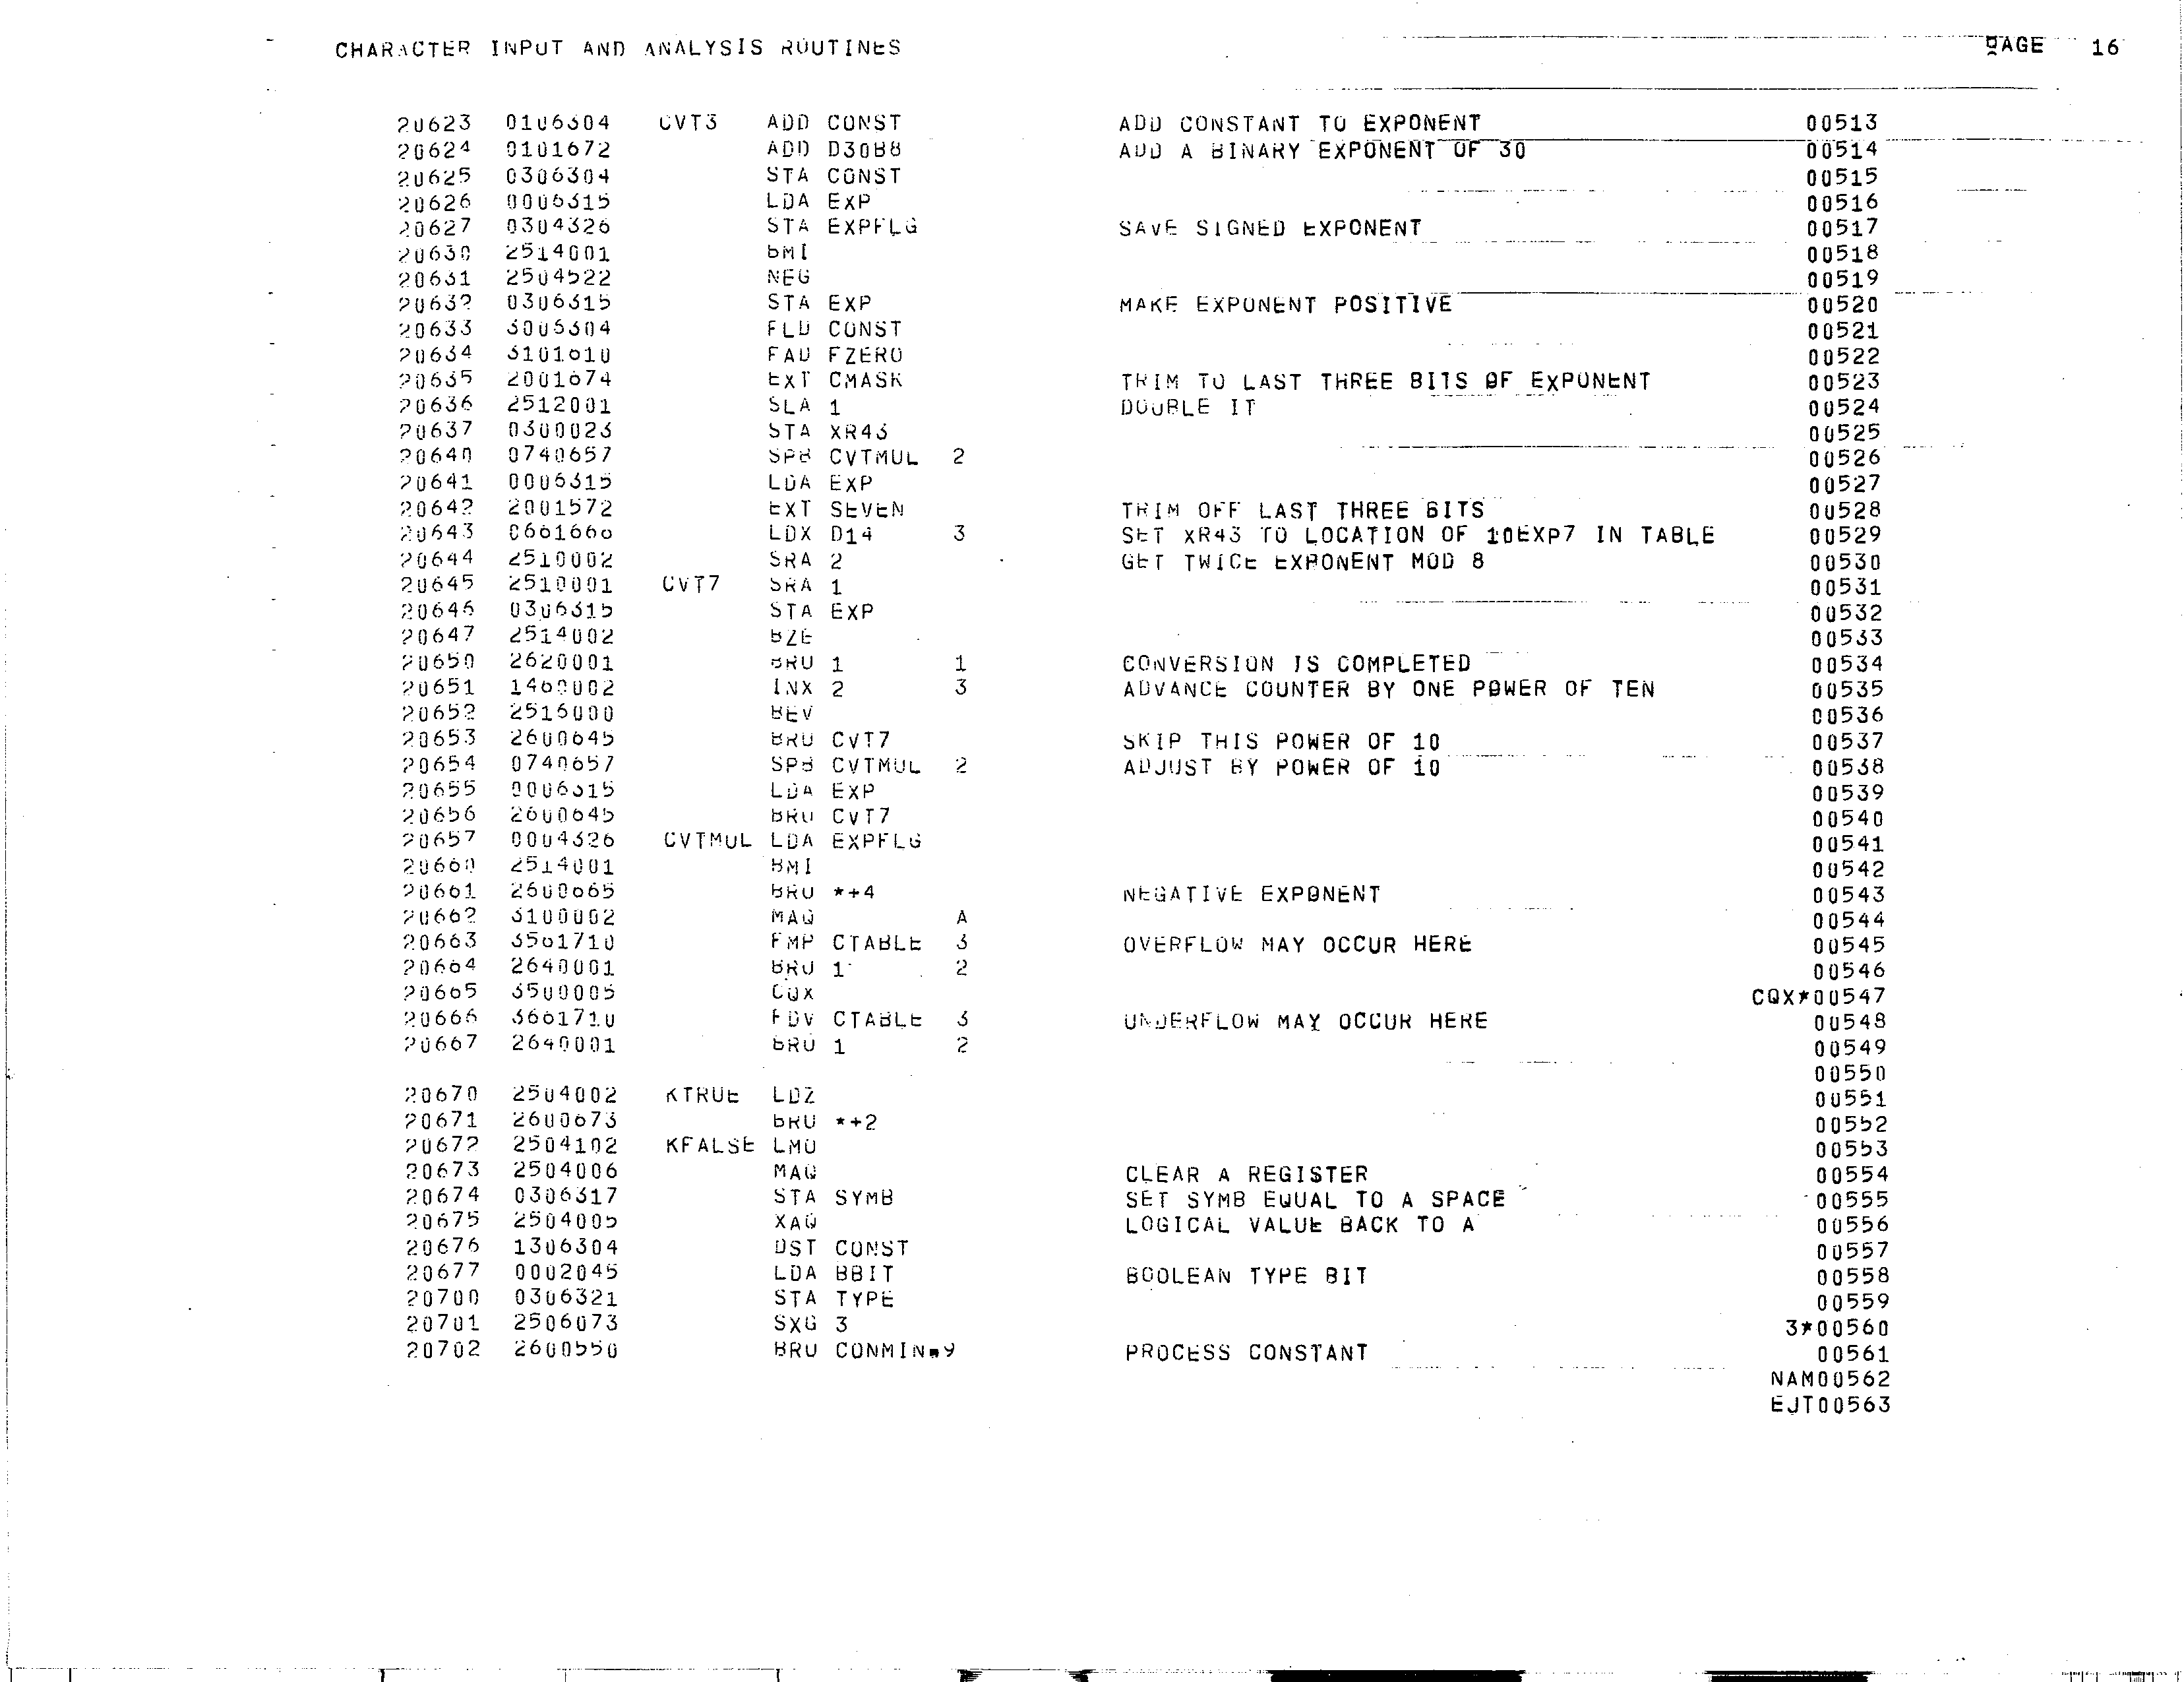 CHARACTER INPUT AND ANALYSIS ROUTINES PAGE 16
20623 0106304 CVT3 ADD CONST ADD CONSTANT TO EXPONENT 00513
20624 0101672 ADD D30B8 ADD A BINARY EXPONENT OF 30 00514
20625 0306304 STA CONST 00515
20626 0006315 LDA EXP 00516
20627 0304326 STA EXPFLG SAVE SIGNED EXPONENT 00517
20630 2514001 BMI 00518
20631 2504522 NEG 00519
20632 0306315 STA EXP MAKE EXPONENT POSITIVE 00520
20633 3006304 FLD CONST 00521
20634 3101610 FAD FZERO 00522
20635 2001674 EXT CMASK TRIM TO LAST THREE BITS OF EXPONENT 00523
20636 2512001 SLA 1 DOUBLE IT 00524
20637 0300023 STA XR43 00525
20640 0740657 SPB CVTMUL 2 00526
20641 0006315 LDA EXP 00527
20642 2001572 EXT SEVEN TRIM OFF LAST THREE BITS 00528
20643 0661666 LDX D14 3 SET XR43 TO LOCATION OF 10EXP7 IN TABLE 00529
20644 2510002 SRA 2 GET TWICE EXPONENT MOD 8 00530
20645 2510001 CVT7 SRA 1 00531
20646 0306315 STA EXP 00532
20647 2514002 BZE 00533
20650 2620001 BRU 1 1 CONVERSION IS COMPLETED 00534
20651 1460002 INX 2 3 ADVANCE COUNTER BY ONE POWER OF TEN 00535
20652 2516000 BEV 00536
20653 2600645 BRU CVT7 SKIP THIS POWER OF 10 00537
20654 0740657 SPB CVTMUL 2 ADJUST BY POWER OF 10 00538
20655 0006315 LDA EXP 00539
20656 2600645 BRU CVT7 00540
20657 0004326 CVTMUL LDA EXPFLG 00541
20660 2514001 BMI 00542
20661 2600665 BRU *+4 NEGATIVE EXPONENT 00543
20662 3100002 MAQ A 00544
20663 3561710 FMP CTABLE 3 OVERFLOW MAY OCCUR HERE 00545
20664 2640001 BRU 1 2 00546
20665 3500005 CQX CQX*00547
20666 3661710 FDV CTABLE 3 UNDERFLOW MAY OCCUR HERE 00548
20667 2640001 BRU 1 2 00549
00550
20670 2504002 KTRUE LDZ 00551
20671 2600673 BRU *+2 00552
20672 2504102 KFALSE LMO 00553
20673 2504006 MAQ CLEAR A REGISTER 00554
20674 0306317 STA SYMB SET SYMB EQUAL TO A SPACE 00555
20675 2504005 XAQ LOGICAL VALUE BACK TO A 00556
20676 1306304 DST CONST 00557
20677 0002045 LDA BBIT BOOLEAN TYPE BIT 00558
20700 0306321 STA TYPE 00559
20701 2506073 SXG 3 3*00560
20702 2600550 BRU CONMIN-9 PROCESS CONSTANT 00561
NAM00562
EJT00563